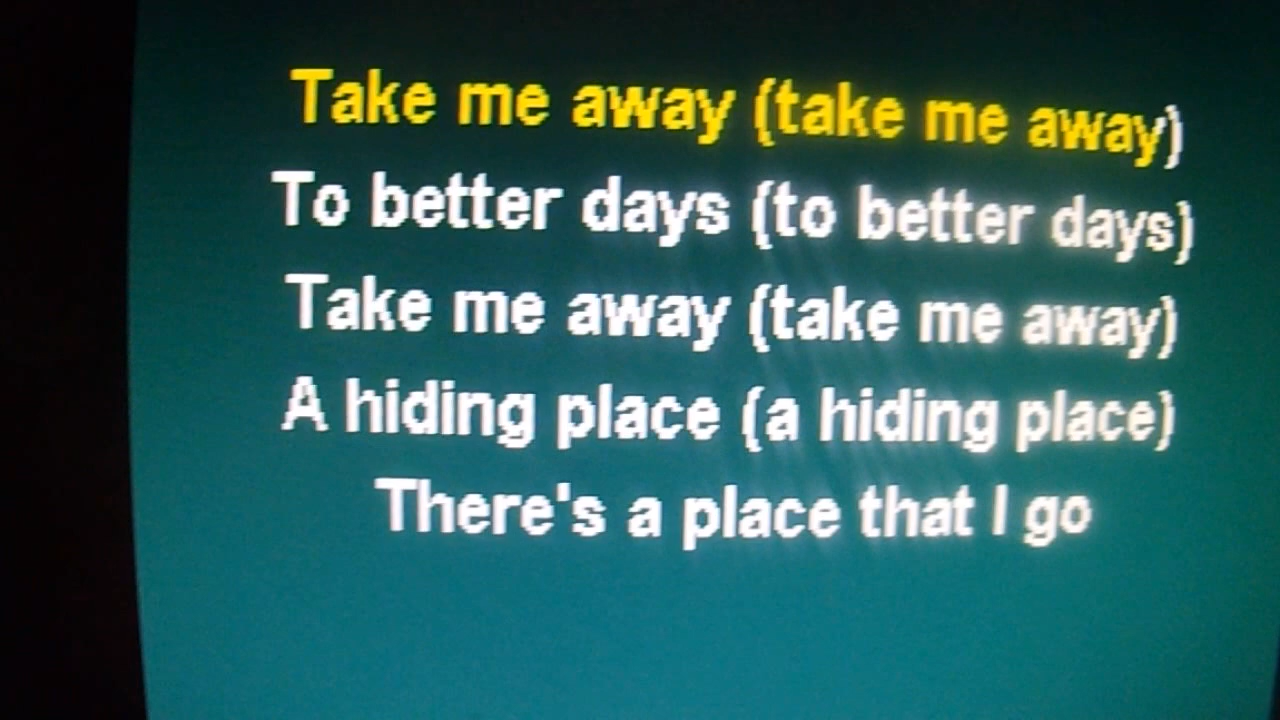 Take me away (take me away)
To better days (to better days)
Take me away (take me away)
A hiding place (a hiding place)
There's a place that I go